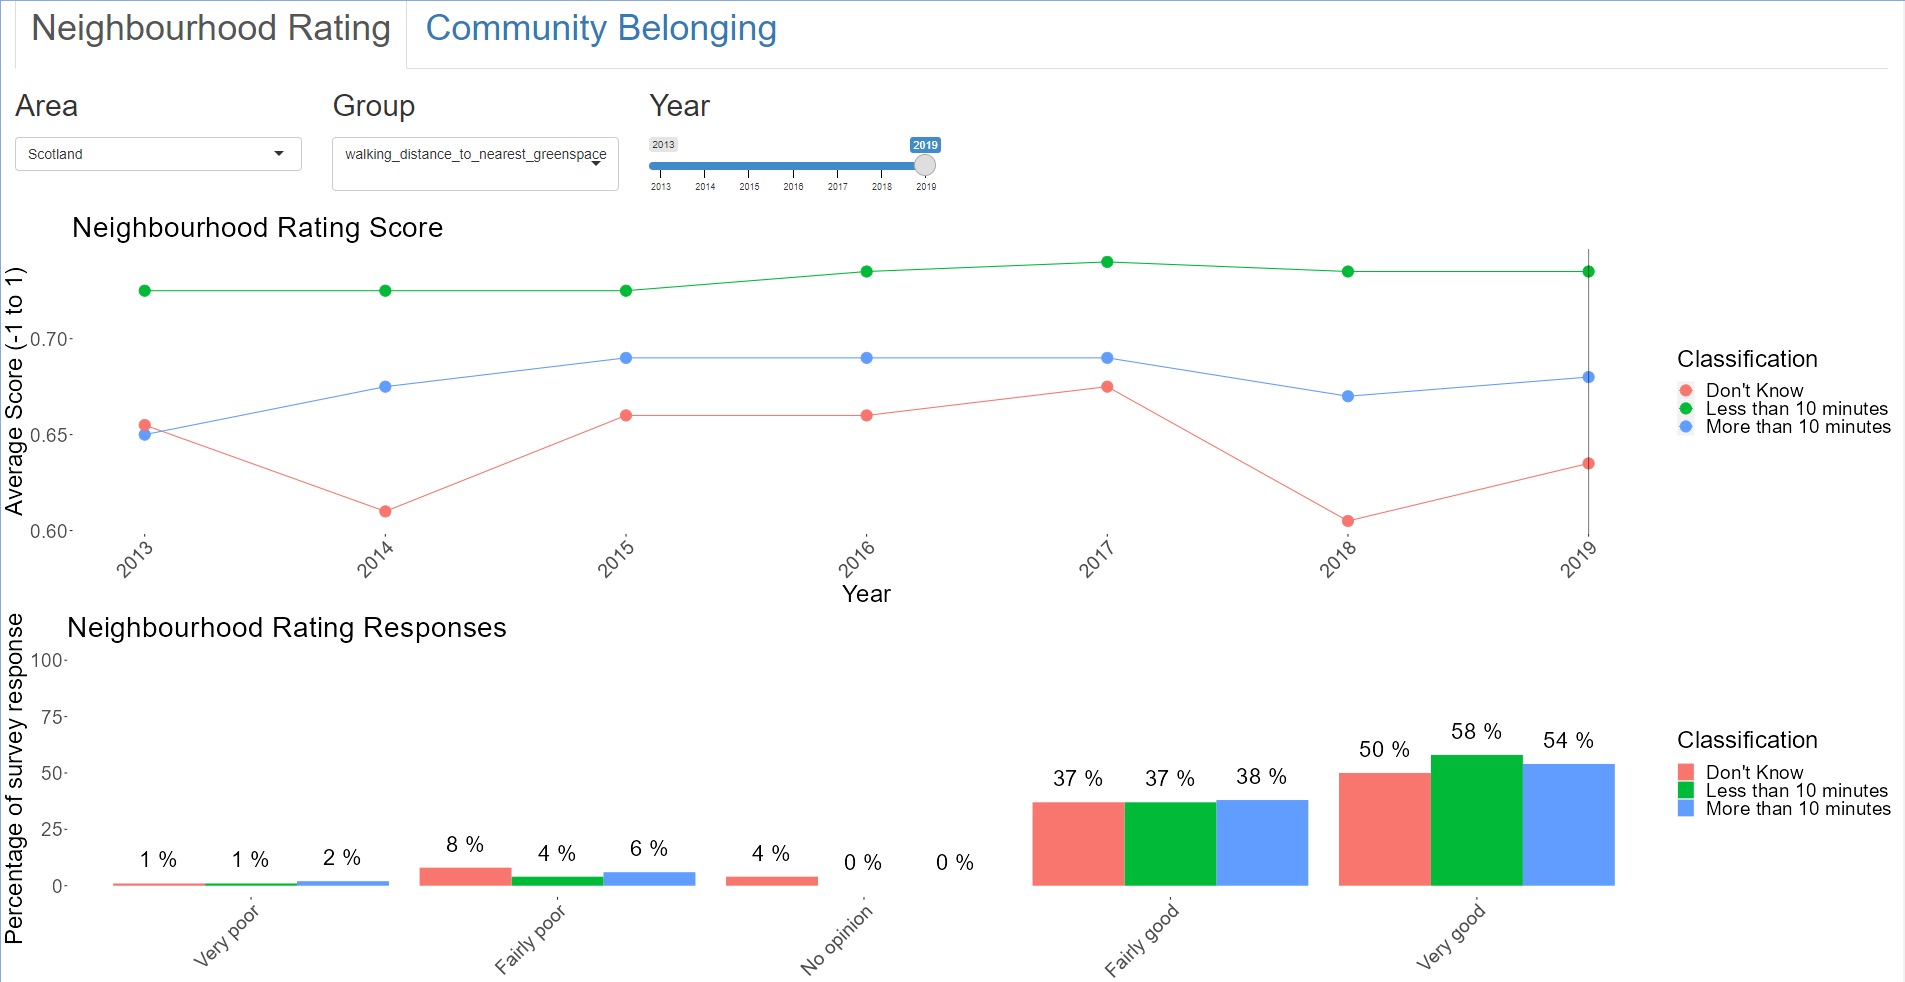 Neighbourhood Rating Community Belonging
Area Group Year
Scotland
walking_distance_to_nearest_greenspace
2013 2019
2013 2014 2015 2016 2017 2018 2019
Neighbourhood Rating Score
Average Score (-1 to 1)
0.70
0.65
0.60
2013 2014 2015 2016 2017 2018 2019
Year
Classification
Don't Know
Less than 10 minutes
More than 10 minutes
Neighbourhood Rating Responses
Percentage of survey response
100
75
50
25
0
1 % 1 % 2 % 8 % 4 % 6 % 4 % 0 % 0 % 37 % 37 % 38 % 50 % 58 % 54 %
Very poor Fairly poor No opinion Fairly good Very good
Classification
Don't Know
Less than 10 minutes
More than 10 minutes